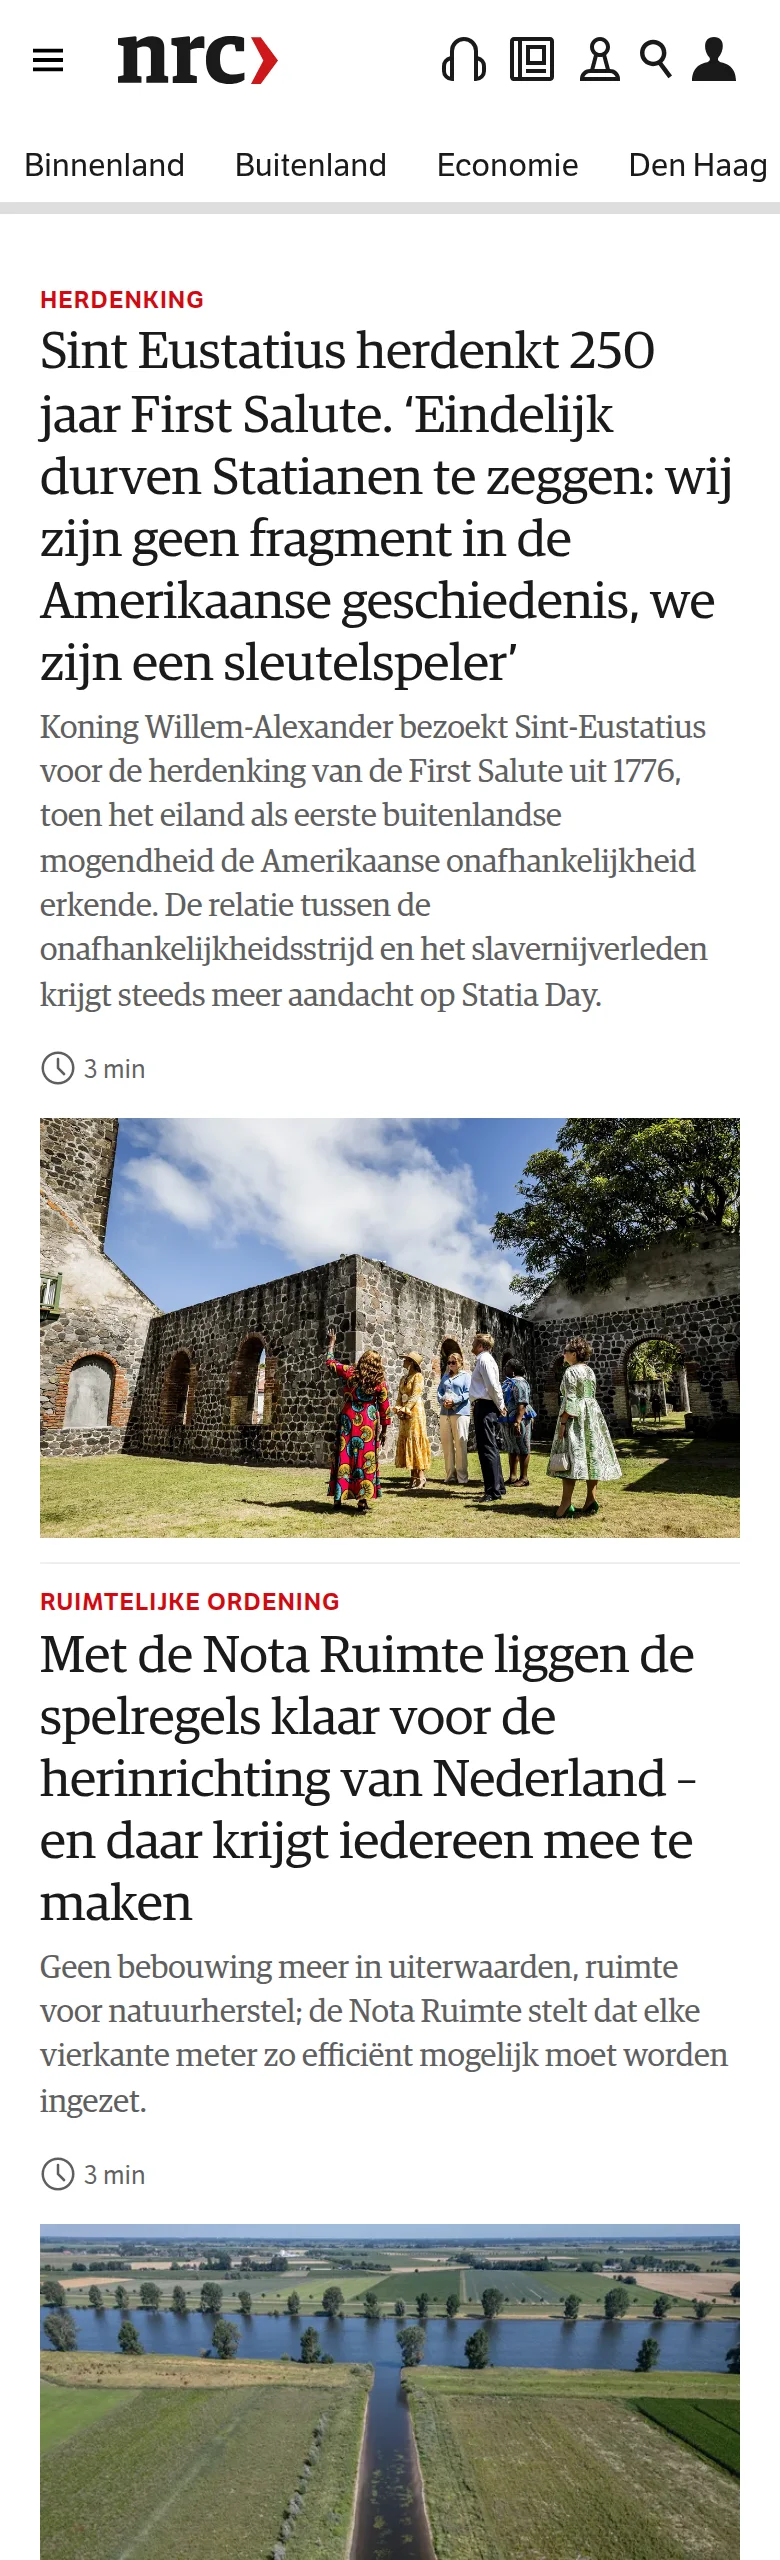 nrc
Binnenland Buitenland Economie Den Haag
HERDENKING
Sint Eustatius herdenkt 250
jaar First Salute. ‘Eindelijk
durven Statianen te zeggen: wij
zijn geen fragment in de
Amerikaanse geschiedenis, we
zijn een sleutelspeler’
Koning Willem-Alexander bezoekt Sint-Eustatius
voor de herdenking van de First Salute uit 1776,
toen het eiland als eerste buitenlandse
mogendheid de Amerikaanse onafhankelijkheid
erkende. De relatie tussen de
onafhankelijkheidsstrijd en het slavernijverleden
krijgt steeds meer aandacht op Statia Day.
3 min
RUIMTELIJKE ORDENING
Met de Nota Ruimte liggen de
spelregels klaar voor de
herinrichting van Nederland –
en daar krijgt iedereen mee te
maken
Geen bebouwing meer in uiterwaarden, ruimte
voor natuurherstel; de Nota Ruimte stelt dat elke
vierkante meter zo efficiënt mogelijk moet worden
ingezet.
3 min